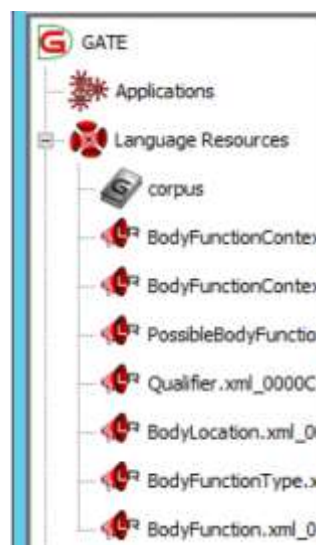 GATE
Applications
Language Resources
corpus
BodyFunctionContex
BodyFunctionContex
PossibleBodyFunctio
Qualifier.xml_0000C
BodyLocation.xml_0
BodyFunctionType.x
BodyFunction.xml_0